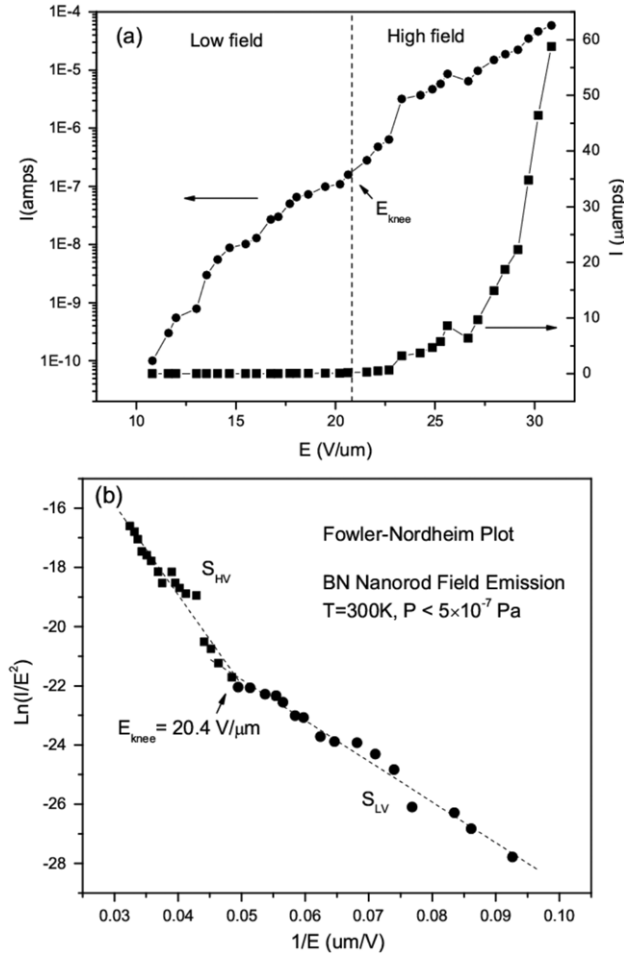 (a)
Low field
High field
E_knee
I(amps)
1E-4
1E-5
1E-6
1E-7
1E-8
1E-9
1E-10
60
50
40
30
20
10
0
I (μamps)
10 15 20 25 30
E (V/um)
(b)
Fowler-Nordheim Plot
BN Nanorod Field Emission
T=300K, P < 5×10⁻⁷ Pa
S_HV
E_knee = 20.4 V/μm
S_LV
Ln(I/E²)
-16
-18
-20
-22
-24
-26
-28
0.03 0.04 0.05 0.06 0.07 0.08 0.09 0.10
1/E (um/V)